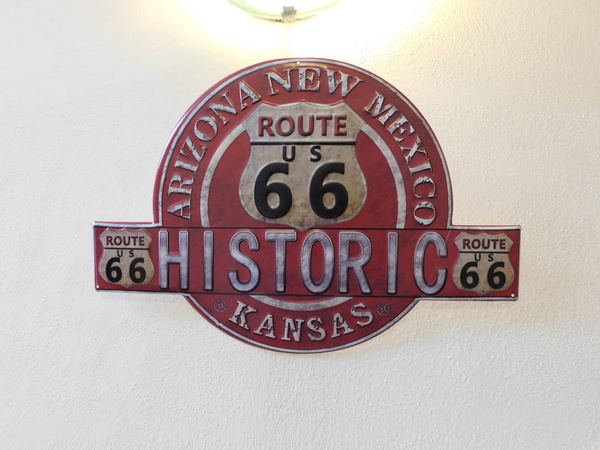 ARIZONA NEW MEXICO
ROUTE
US
66
ROUTE
US
66
HISTORIC
ROUTE
US
66
KANSAS